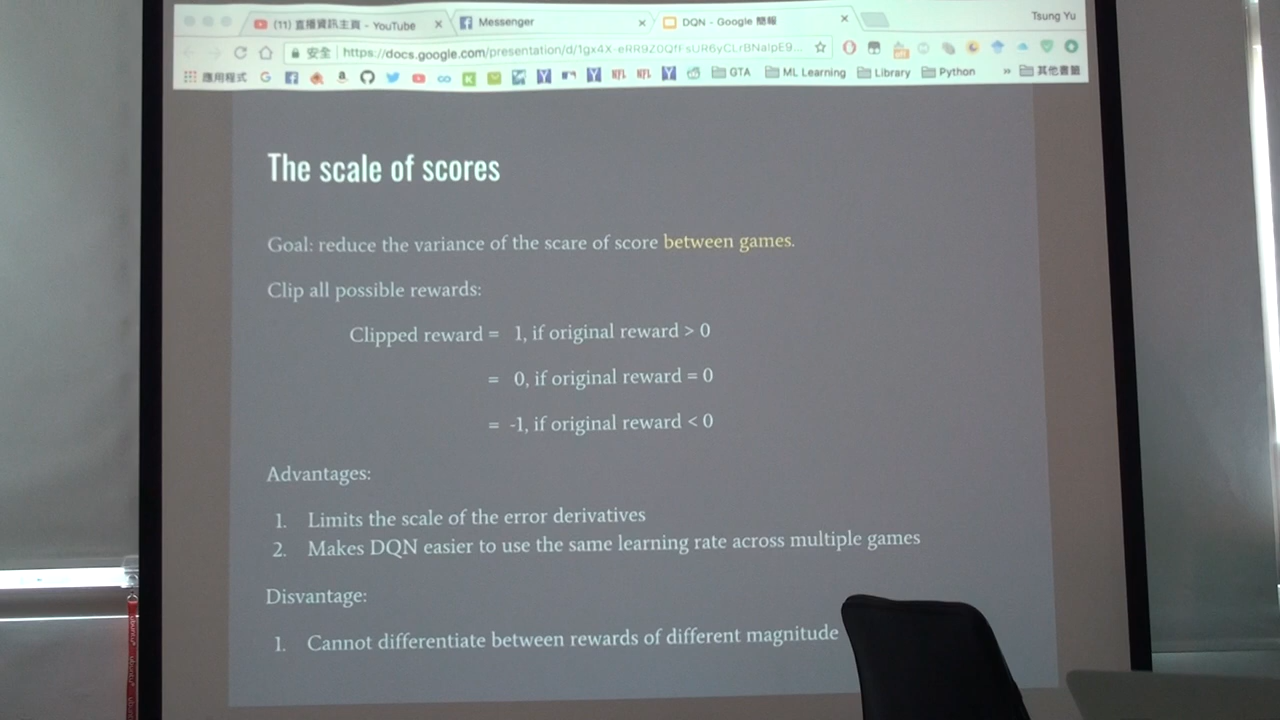 (11) 直播資訊主頁 - YouTube
Messenger
DQN - Google 簡報
Tsung Yu
安全
https://docs.google.com/presentation/d/
應用程式
GTA
ML Learning
Library
Python
其他書籤
The scale of scores
Goal: reduce the variance of the scare of score between games.
Clip all possible rewards:
Clipped reward = 1, if original reward > 0
= 0, if original reward = 0
= -1, if original reward < 0
Advantages:
1. Limits the scale of the error derivatives
2. Makes DQN easier to use the same learning rate across multiple games
Disvantage:
1. Cannot differentiate between rewards of different magnitude
ubuntu